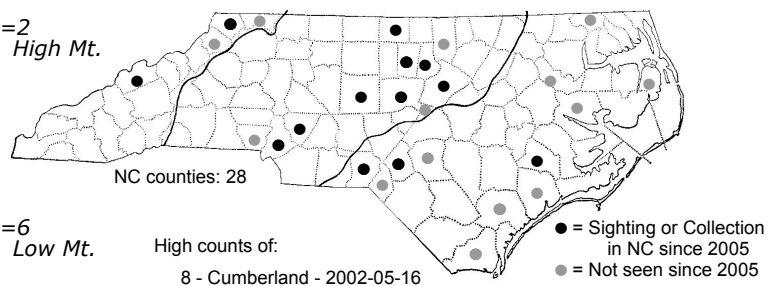 =2
High Mt.
NC counties: 28
=6
Low Mt.
High counts of:
8 - Cumberland - 2002-05-16
● = Sighting or Collection
in NC since 2005
● = Not seen since 2005